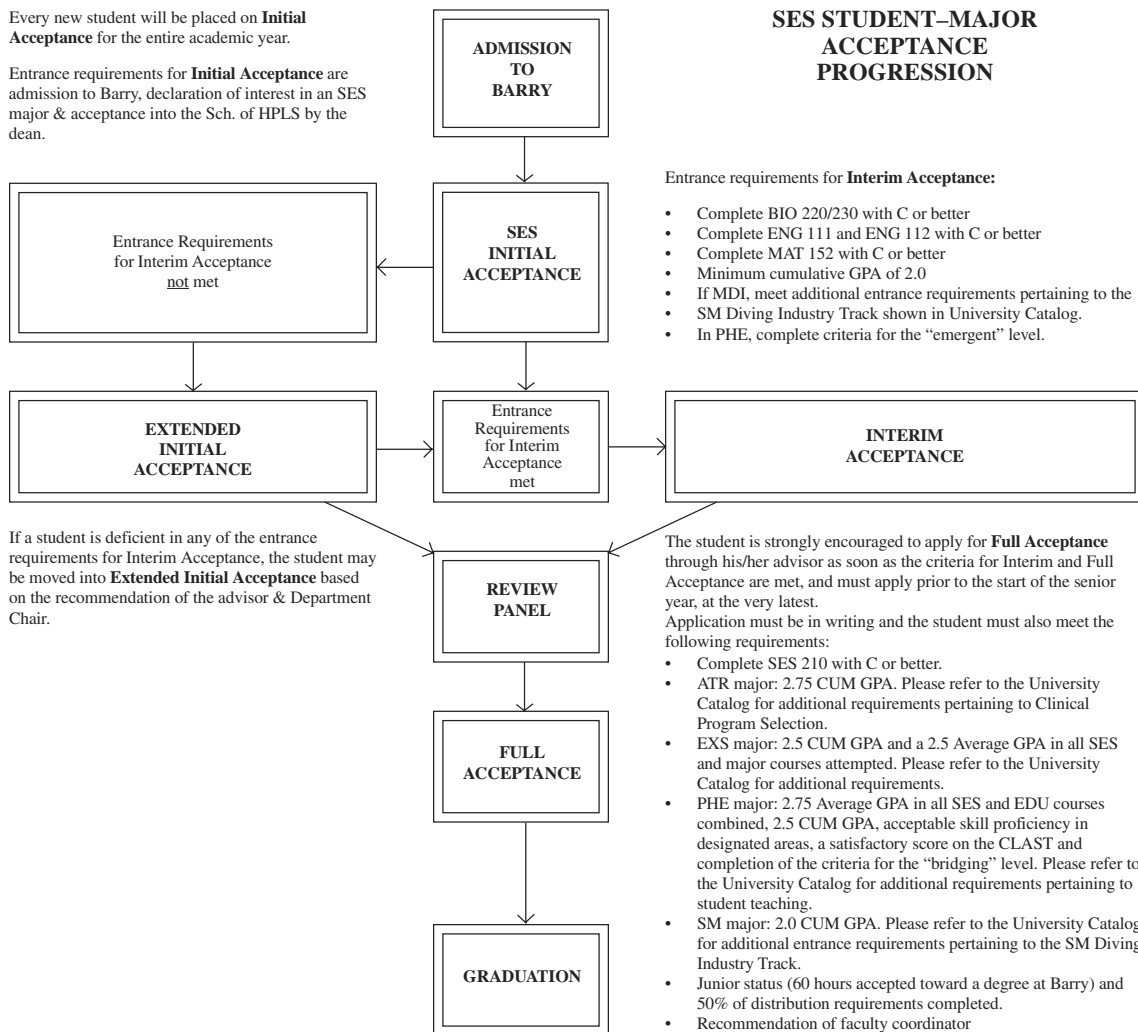 Every new student will be placed on Initial
Acceptance for the entire academic year.
Entrance requirements for Initial Acceptance are
admission to Barry, declaration of interest in an SES
major & acceptance into the Sch. of HPLS by the
dean.
ADMISSION
TO
BARRY
SES STUDENT–MAJOR
ACCEPTANCE
PROGRESSION
Entrance Requirements
for Interim Acceptance
not met
SES
INITIAL
ACCEPTANCE
Entrance requirements for Interim Acceptance:
• Complete BIO 220/230 with C or better
• Complete ENG 111 and ENG 112 with C or better
• Complete MAT 152 with C or better
• Minimum cumulative GPA of 2.0
• If MDI, meet additional entrance requirements pertaining to the
• SM Diving Industry Track shown in University Catalog.
• In PHE, complete criteria for the “emergent” level.
EXTENDED
INITIAL
ACCEPTANCE
Entrance
Requirements
for Interim
Acceptance
met
INTERIM
ACCEPTANCE
If a student is deficient in any of the entrance
requirements for Interim Acceptance, the student may
be moved into Extended Initial Acceptance based
on the recommendation of the advisor & Department
Chair.
REVIEW
PANEL
FULL
ACCEPTANCE
GRADUATION
The student is strongly encouraged to apply for Full Acceptance
through his/her advisor as soon as the criteria for Interim and Full
Acceptance are met, and must apply prior to the start of the senior
year, at the very latest.
Application must be in writing and the student must also meet the
following requirements:
• Complete SES 210 with C or better.
• ATR major: 2.75 CUM GPA. Please refer to the University
Catalog for additional requirements pertaining to Clinical
Program Selection.
• EXS major: 2.5 CUM GPA and a 2.5 Average GPA in all SES
and major courses attempted. Please refer to the University
Catalog for additional requirements.
• PHE major: 2.75 Average GPA in all SES and EDU courses
combined, 2.5 CUM GPA, acceptable skill proficiency in
designated areas, a satisfactory score on the CLAST and
completion of the criteria for the “bridging” level. Please refer to
the University Catalog for additional requirements pertaining to
student teaching.
• SM major: 2.0 CUM GPA. Please refer to the University Catalog
for additional entrance requirements pertaining to the SM Diving
Industry Track.
• Junior status (60 hours accepted toward a degree at Barry) and
50% of distribution requirements completed.
• Recommendation of faculty coordinator